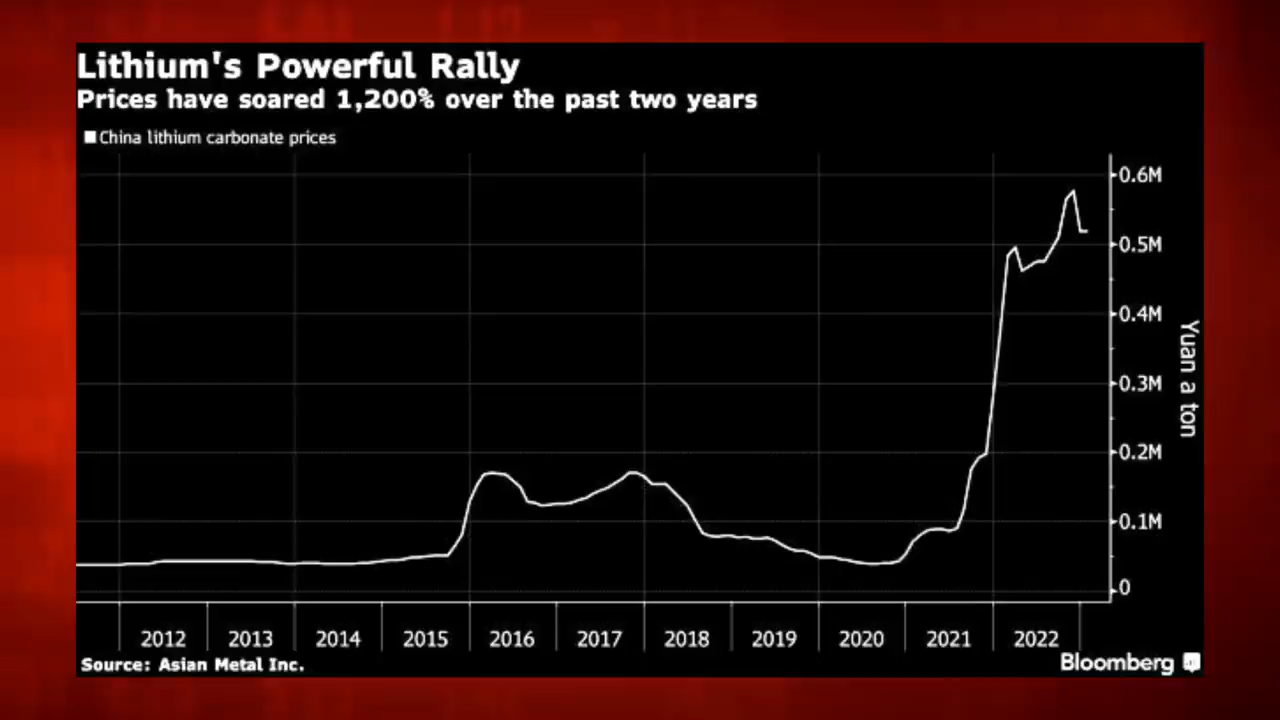 Lithium's Powerful Rally
Prices have soared 1,200% over the past two years
China lithium carbonate prices
0.6M
0.5M
0.4M
0.3M
0.2M
0.1M
0
Yuan a ton
2012 2013 2014 2015 2016 2017 2018 2019 2020 2021 2022
Source: Asian Metal Inc.
Bloomberg